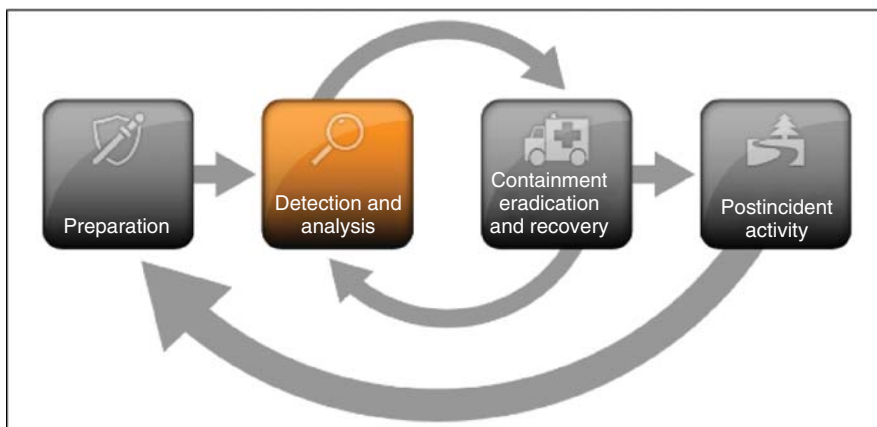 Preparation
Detection and
analysis
Containment
eradication
and recovery
Postincident
activity